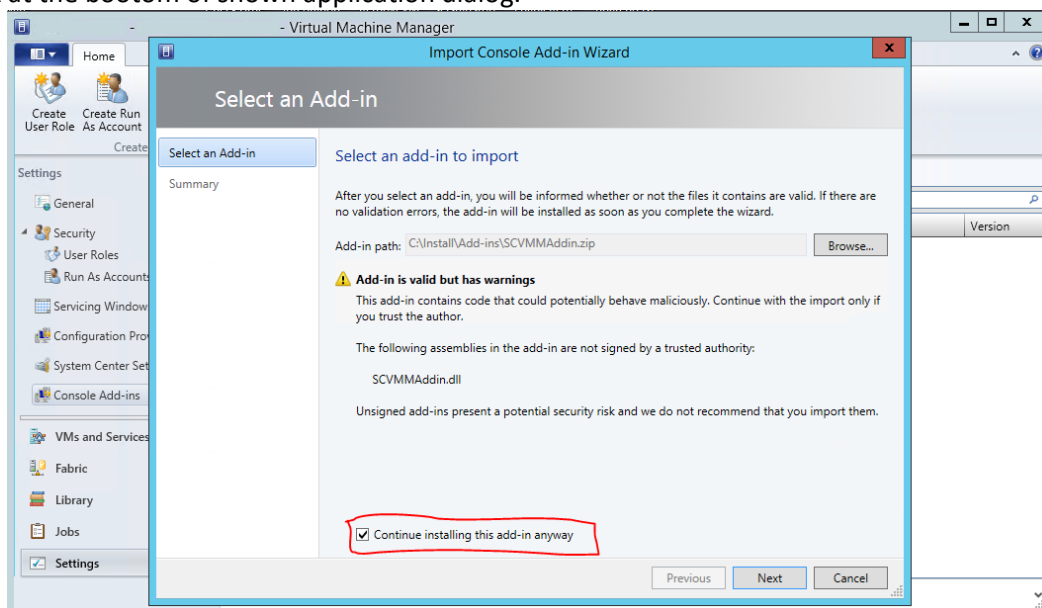 at the bootom of shown application dialog.
- - Virtual Machine Manager
Home
Create User Role
Create Run As Account
Create
Settings
General
Security
User Roles
Run As Accounts
Servicing Window
Configuration Pro
System Center Set
Console Add-ins
VMs and Services
Fabric
Library
Jobs
Settings
Version
Import Console Add-in Wizard
Select an Add-in
Select an Add-in
Summary
Select an add-in to import
After you select an add-in, you will be informed whether or not the files it contains are valid. If there are
no validation errors, the add-in will be installed as soon as you complete the wizard.
Add-in path: C:\Install\Add-ins\SCVMMAddin.zip Browse...
Add-in is valid but has warnings
This add-in contains code that could potentially behave maliciously. Continue with the import only if
you trust the author.
The following assemblies in the add-in are not signed by a trusted authority:
SCVMMAddin.dll
Unsigned add-ins present a potential security risk and we do not recommend that you import them.
Continue installing this add-in anyway
Previous Next Cancel